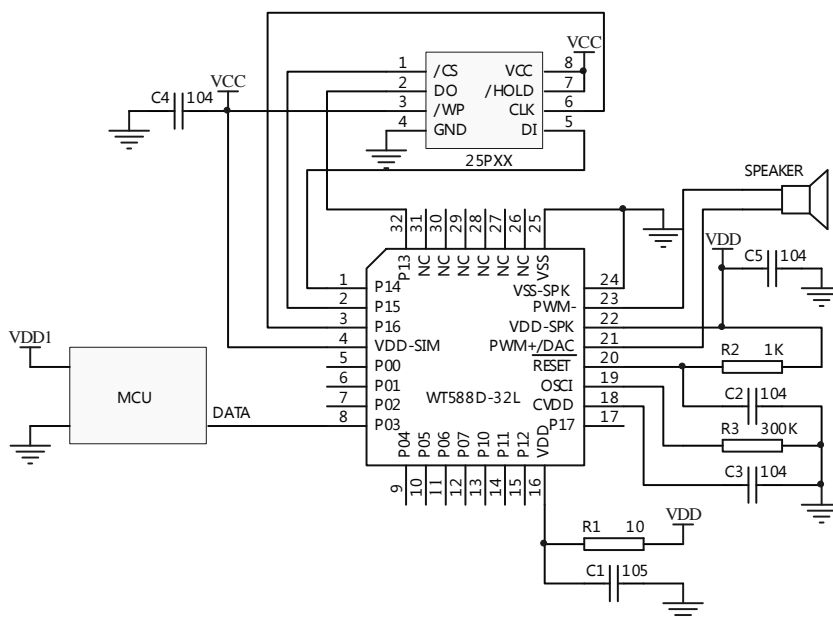 VCC
1 /CS VCC 8
2 DO /HOLD 7
3 /WP CLK 6
4 GND DI 5
25PXX
C4 104
VCC
SPEAKER
32 31 30 29 28 27 26 25
P13 NC NC NC NC NC NC VSS
VDD
C5 104
1 P14
2 P15
3 P16
4 VDD-SIM
5 P00
6 P01
7 P02
8 P03
VSS-SPK 24
PWM- 23
VDD-SPK 22
PWM+/DAC 21
RESET 20
OSCI 19
CVDD 18
P17 17
WT588D-32L
VDD1
MCU
DATA
R2 1K
C2 104
R3 300K
C3 104
P04 P05 P06 P07 P10 P11 P12 VDD
9 10 11 12 13 14 15 16
R1 10
VDD
C1 105